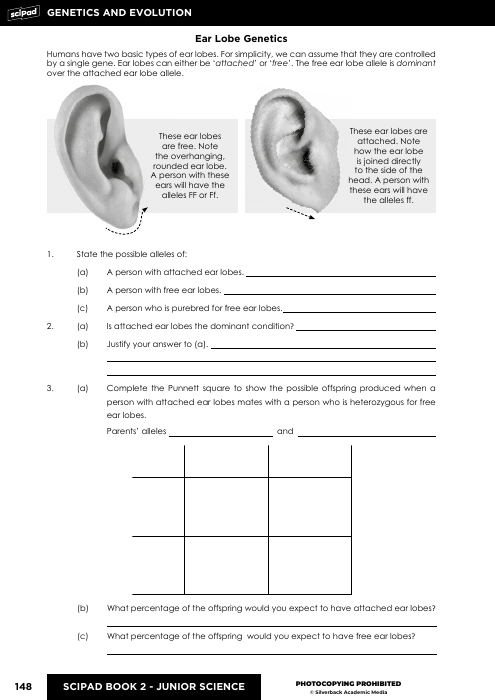 scipad GENETICS AND EVOLUTION
Ear Lobe Genetics
Humans have two basic types of ear lobes. For simplicity, we can assume that they are controlled
by a single gene. Ear lobes can either be ‘attached’ or ‘free’. The free ear lobe allele is dominant
over the attached ear lobe allele.
These ear lobes
are free. Note
the overhanging,
rounded ear lobe.
A person with these
ears will have the
alleles FF or Ff.
These ear lobes are
attached. Note
how the ear lobe
is joined directly
to the side of the
head. A person with
these ears will have
the alleles ff.
1. State the possible alleles of:
(a) A person with attached ear lobes.
(b) A person with free ear lobes.
(c) A person who is purebred for free ear lobes.
2. (a) Is attached ear lobes the dominant condition?
(b) Justify your answer to (a).
3. (a) Complete the Punnett square to show the possible offspring produced when a
person with attached ear lobes mates with a person who is heterozygous for free
ear lobes.
Parents’ alleles and
(b) What percentage of the offspring would you expect to have attached ear lobes?
(c) What percentage of the offspring would you expect to have free ear lobes?
148 SCIPAD BOOK 2 - JUNIOR SCIENCE
PHOTOCOPYING PROHIBITED
© Silverback Academic Media